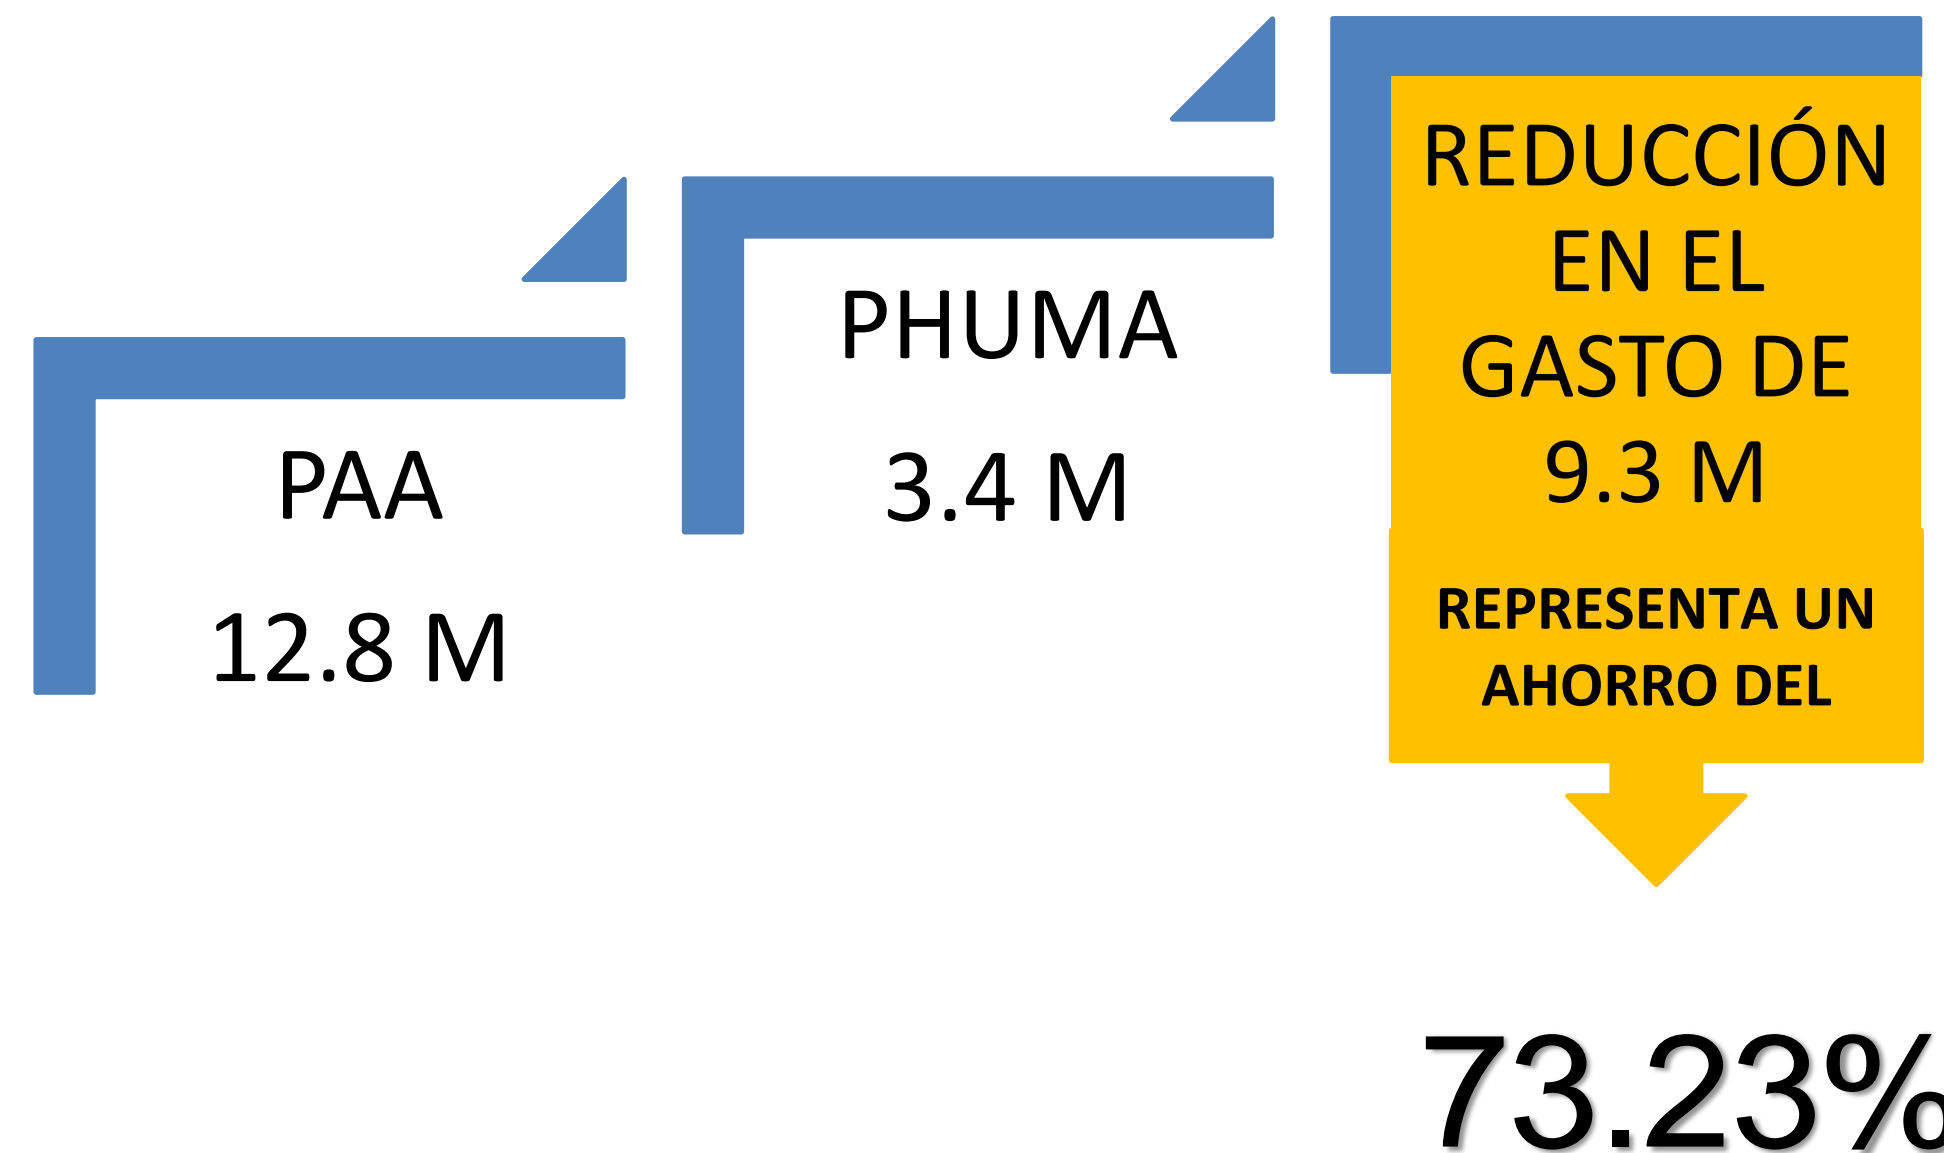 PAA
12.8 M
PHUMA
3.4 M
REDUCCIÓN
EN EL
GASTO DE
9.3 M
REPRESENTA UN
AHORRO DEL
73.23%